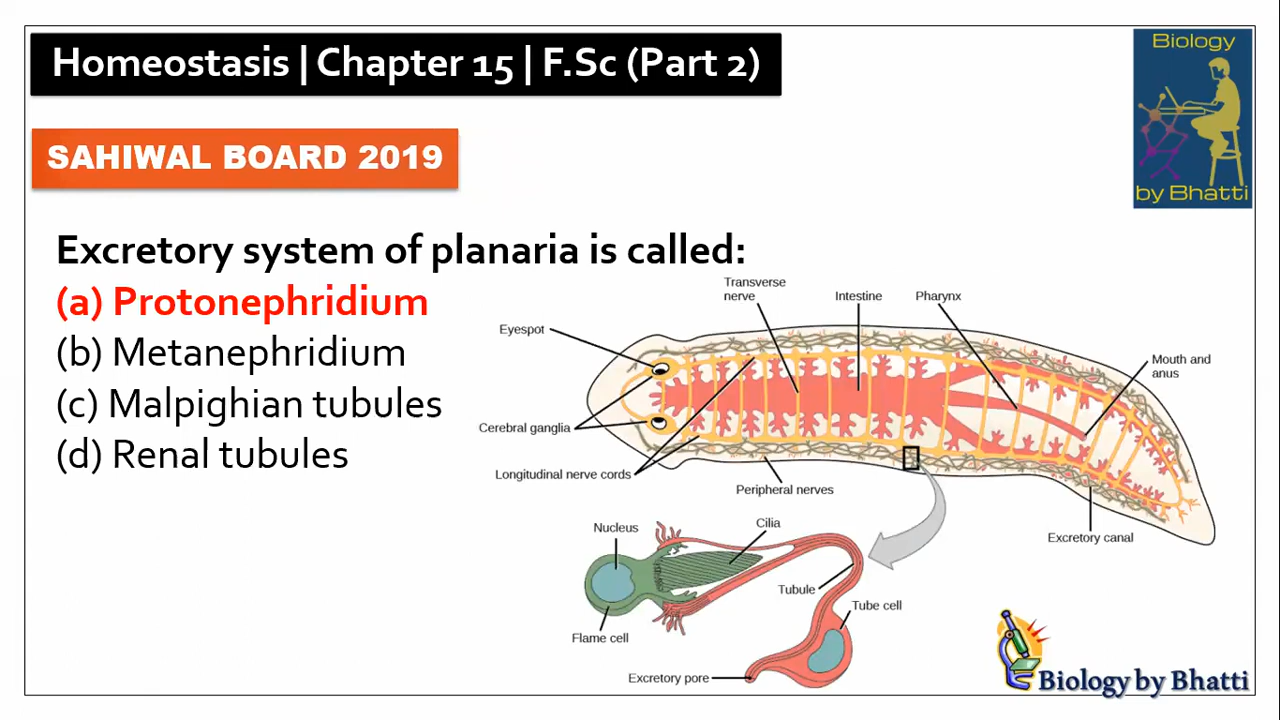 Homeostasis | Chapter 15 | F.Sc (Part 2)
Biology
by Bhatti
SAHIWAL BOARD 2019
Excretory system of planaria is called:
(a) Protonephridium
(b) Metanephridium
(c) Malpighian tubules
(d) Renal tubules
Transverse
nerve
Intestine
Pharynx
Eyespot
Mouth and
anus
Cerebral ganglia
Longitudinal nerve cords
Peripheral nerves
Excretory canal
Nucleus
Cilia
Tubule
Tube cell
Flame cell
Excretory pore
Biology by Bhatti